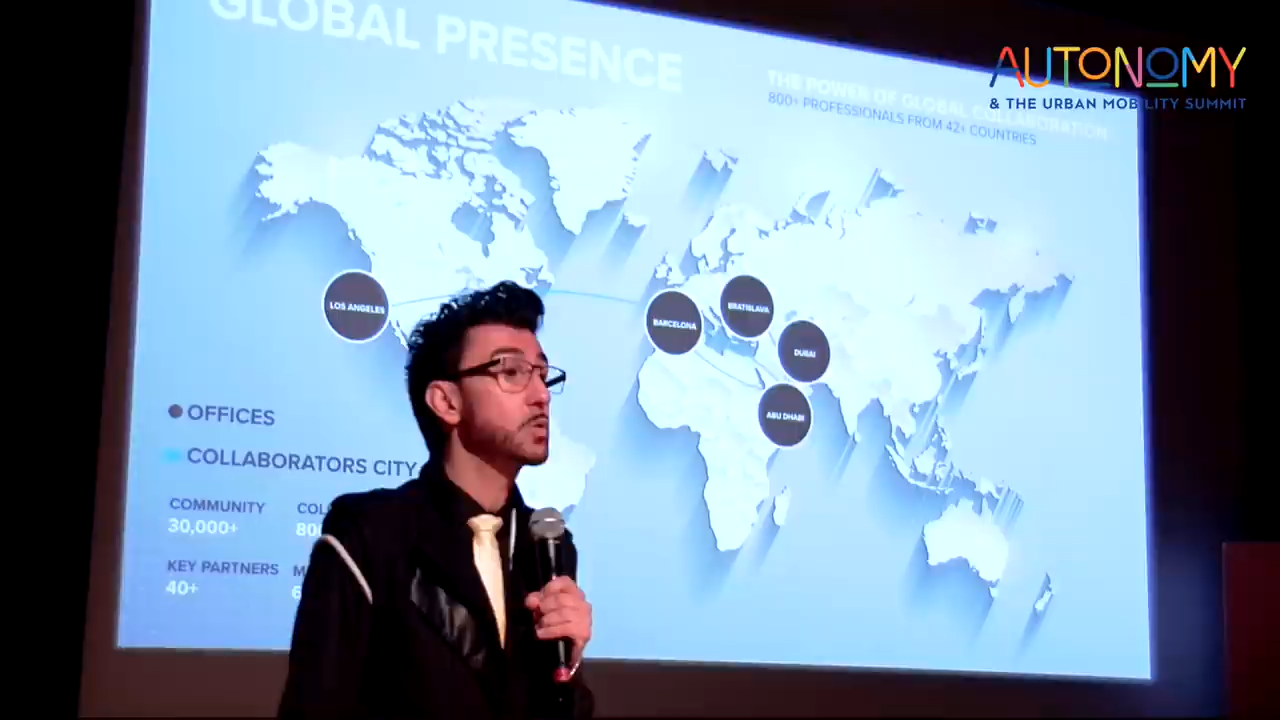 GLOBAL PRESENCE
THE POWER OF GLOBAL COLLABORATION
800+ PROFESSIONALS FROM 42+ COUNTRIES
AUTONOMY
& THE URBAN MOBILITY SUMMIT
LOS ANGELES
BARCELONA
BRATISLAVA
DUBAI
ABU DHABI
OFFICES
COLLABORATORS CITY
COMMUNITY
30,000+
KEY PARTNERS
40+